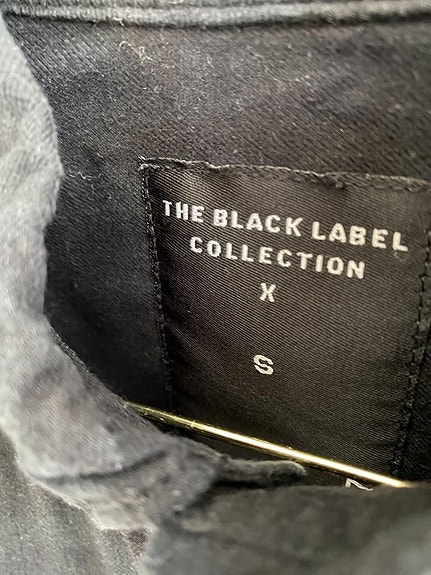 THE BLACK LABEL
COLLECTION
X
S